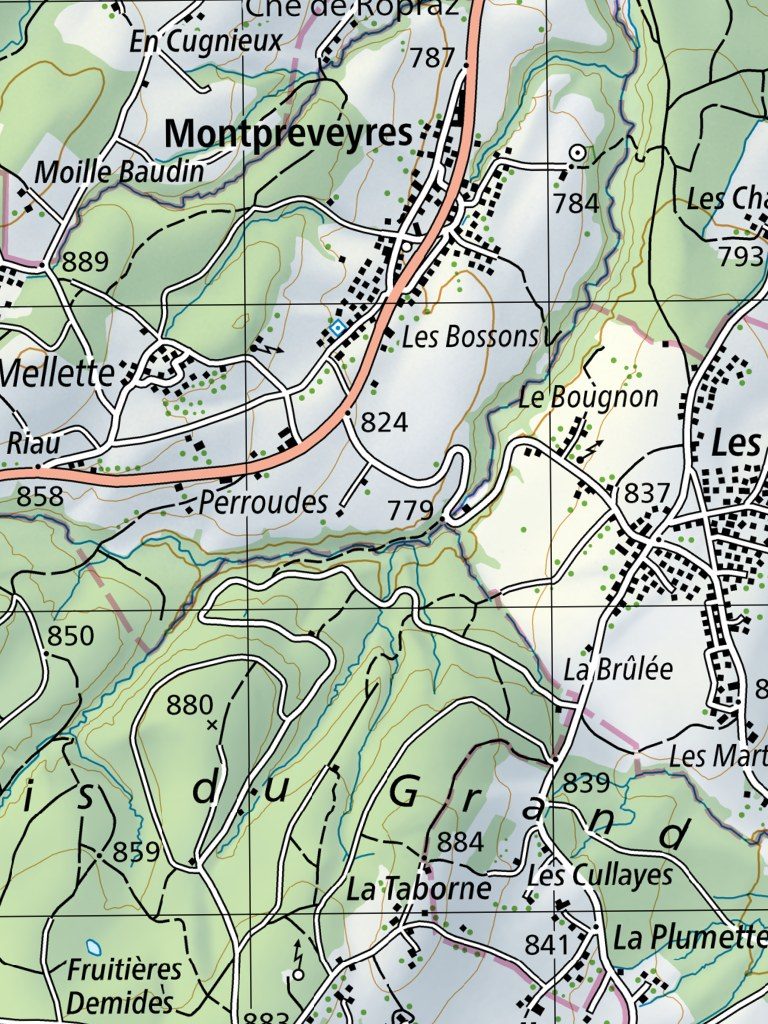 Che de Ropraz
En Cugnieux
787
Montpreveyres
Moille Baudin
784
Les Cha
889
793
Les Bossons
Mellette
Le Bougnon
824
Riau
Les
858
Perroudes
837
779
850
La Brûlée
880
8
Les Mart
is du Grand
839
884
859
Les Cullayes
La Taborne
841
La Plumette
Fruitières
Demides
883